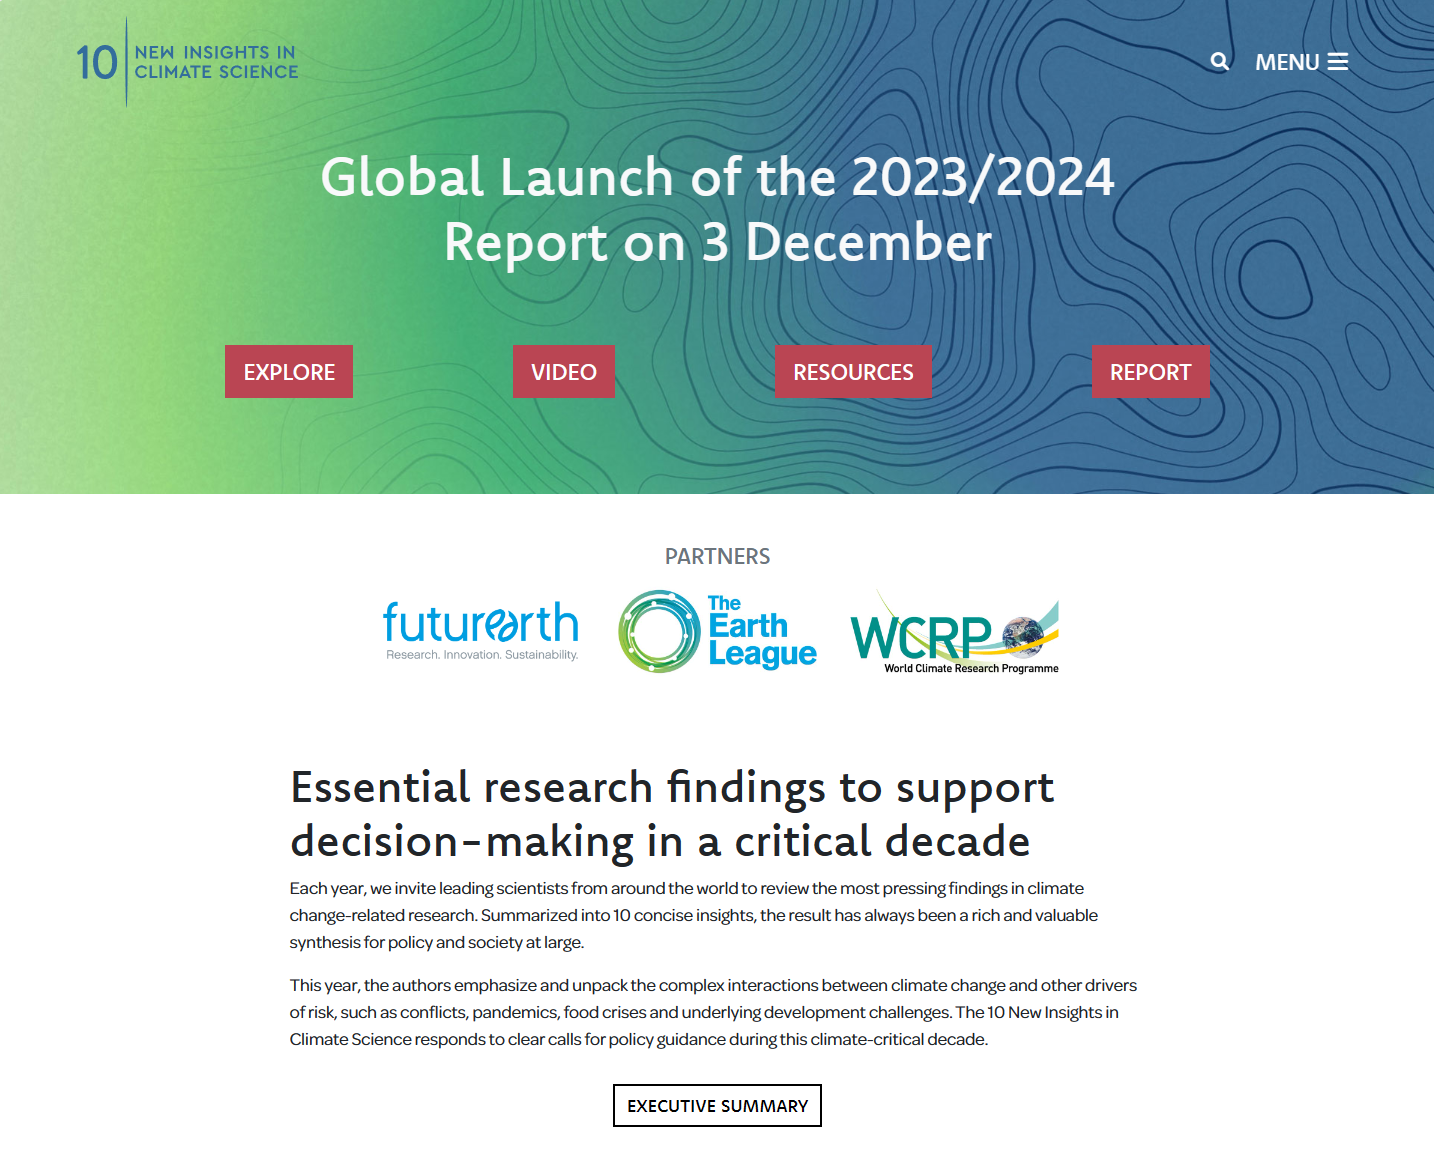 10 NEW INSIGHTS IN
CLIMATE SCIENCE
MENU
Global Launch of the 2023/2024
Report on 3 December
EXPLORE
VIDEO
RESOURCES
REPORT
PARTNERS
futurearth
Research. Innovation. Sustainability.
The
Earth
League
WCRP
World Climate Research Programme
Essential research findings to support
decision-making in a critical decade
Each year, we invite leading scientists from around the world to review the most pressing findings in climate
change-related research. Summarized into 10 concise insights, the result has always been a rich and valuable
synthesis for policy and society at large.
This year, the authors emphasize and unpack the complex interactions between climate change and other drivers
of risk, such as conflicts, pandemics, food crises and underlying development challenges. The 10 New Insights in
Climate Science responds to clear calls for policy guidance during this climate-critical decade.
EXECUTIVE SUMMARY